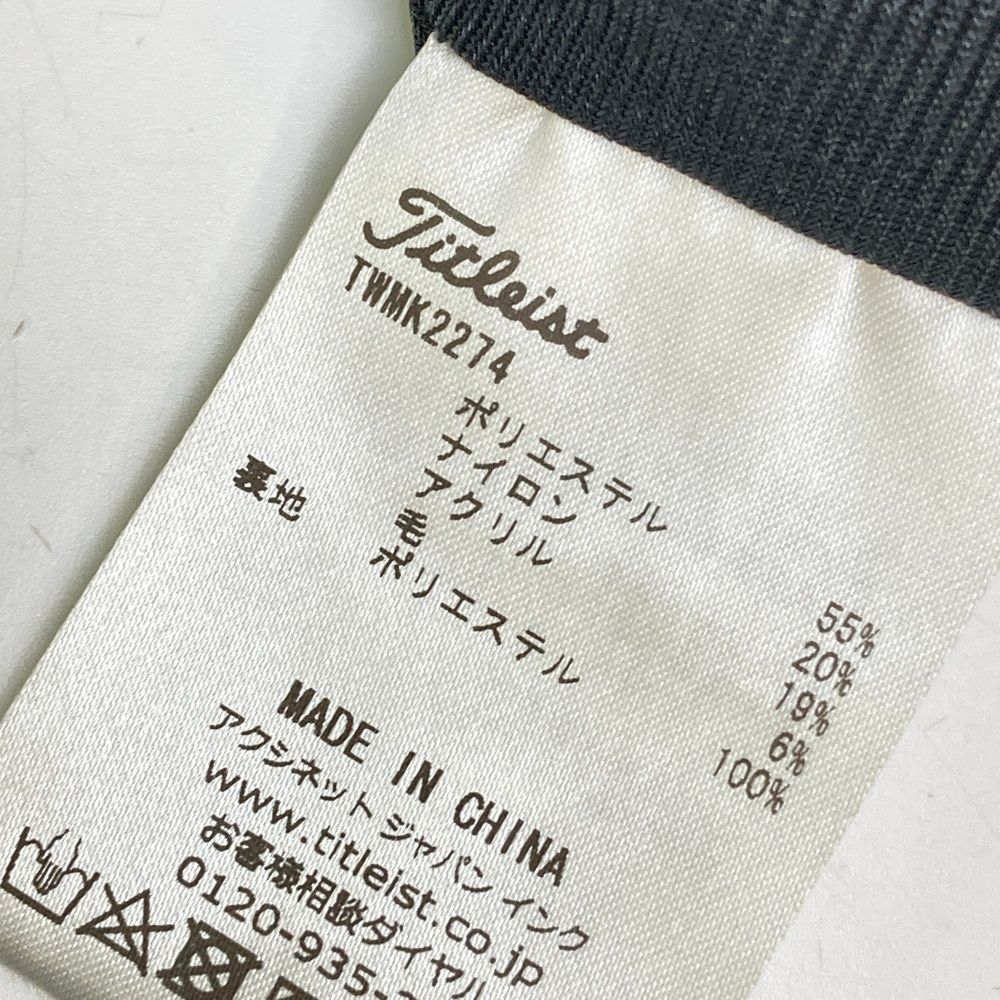 Titleist
TWMK2274
ポリエステル 55%
ナイロン 20%
アクリル 19%
毛 6%
裏地 ポリエステル 100%
MADE IN CHINA
アクシネット ジャパン インク
www.titleist.co.jp
お客様相談ダイヤル
0120-935-